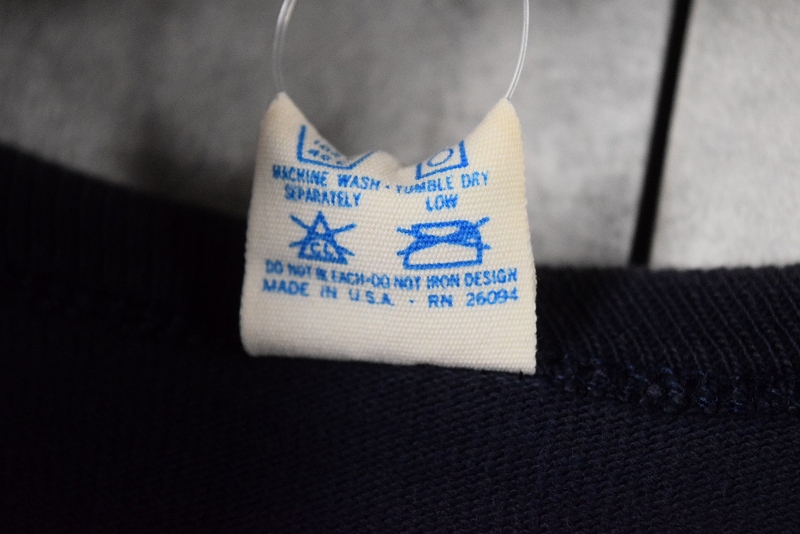 MACHINE WASH · TUMBLE DRY
SEPARATELY LOW
CL
DO NOT BLEACH·DO NOT IRON DESIGN
MADE IN U.S.A. · RN 26094